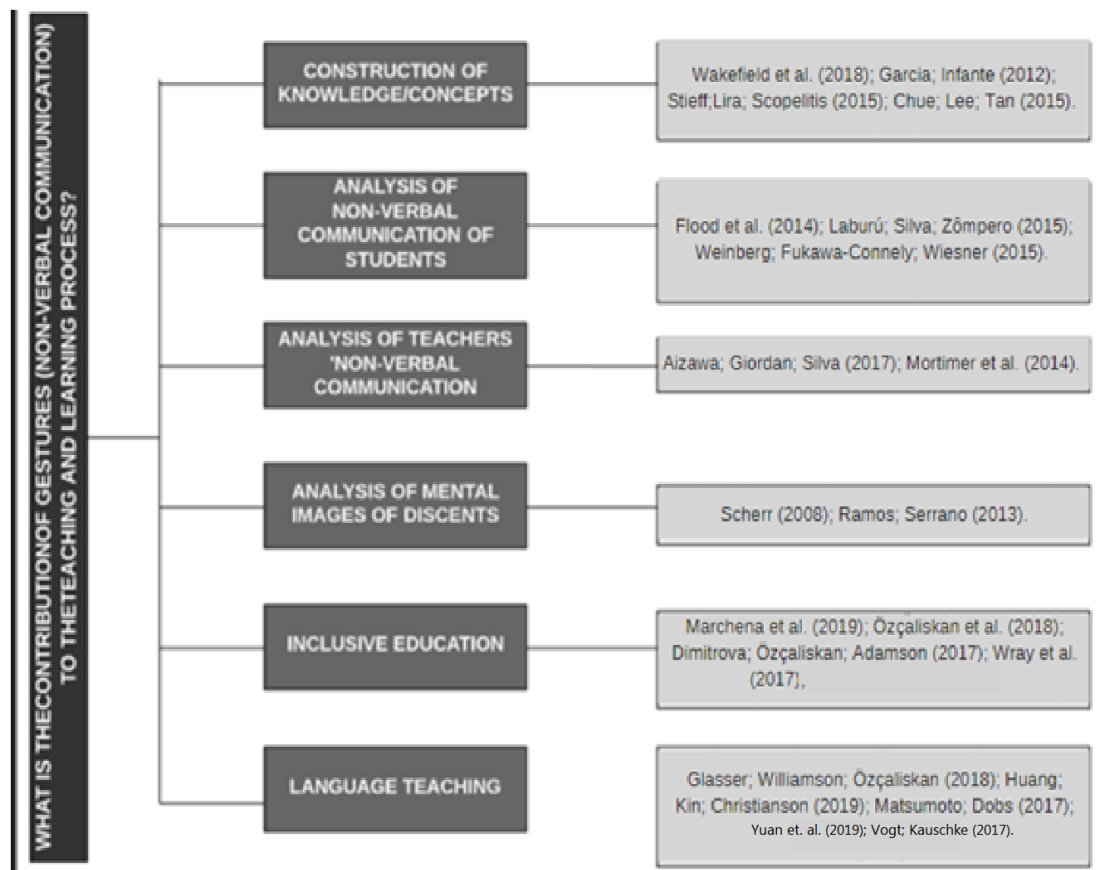 WHAT IS THECONTRIBUTIONOF GESTURES (NON-VERBAL COMMUNICATION)
TO THETEACHING AND LEARNING PROCESS?
CONSTRUCTION OF
KNOWLEDGE/CONCEPTS
Wakefield et al. (2018); Garcia; Infante (2012);
Stieff;Lira; Scopelitis (2015); Chue; Lee; Tan (2015).
ANALYSIS OF
NON-VERBAL
COMMUNICATION OF
STUDENTS
Flood et al. (2014); Laburú; Silva; Zômpero (2015);
Weinberg; Fukawa-Connely; Wiesner (2015).
ANALYSIS OF TEACHERS
'NON-VERBAL
COMMUNICATION
Aizawa; Giordan; Silva (2017); Mortimer et al. (2014).
ANALYSIS OF MENTAL
IMAGES OF DISCENTS
Scherr (2008); Ramos; Serrano (2013).
INCLUSIVE EDUCATION
Marchena et al. (2019); Özçaliskan et al. (2018);
Dimitrova; Özçaliskan; Adamson (2017); Wray et al.
(2017),
LANGUAGE TEACHING
Glasser; Williamson; Özçaliskan (2018); Huang;
Kin; Christianson (2019); Matsumoto; Dobs (2017);
Yuan et. al. (2019); Vogt; Kauschke (2017).